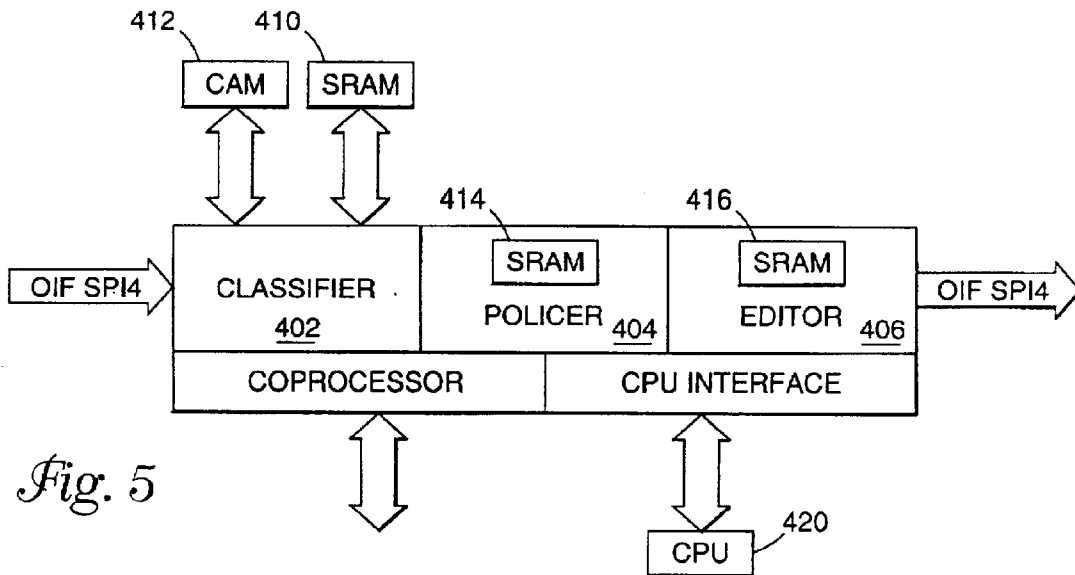 412
410
CAM
SRAM
414
416
SRAM
SRAM
OIF SPI4
CLASSIFIER
POLICER
EDITOR
OIF SPI4
402
404
406
COPROCESSOR
CPU INTERFACE
Fig. 5
420
CPU